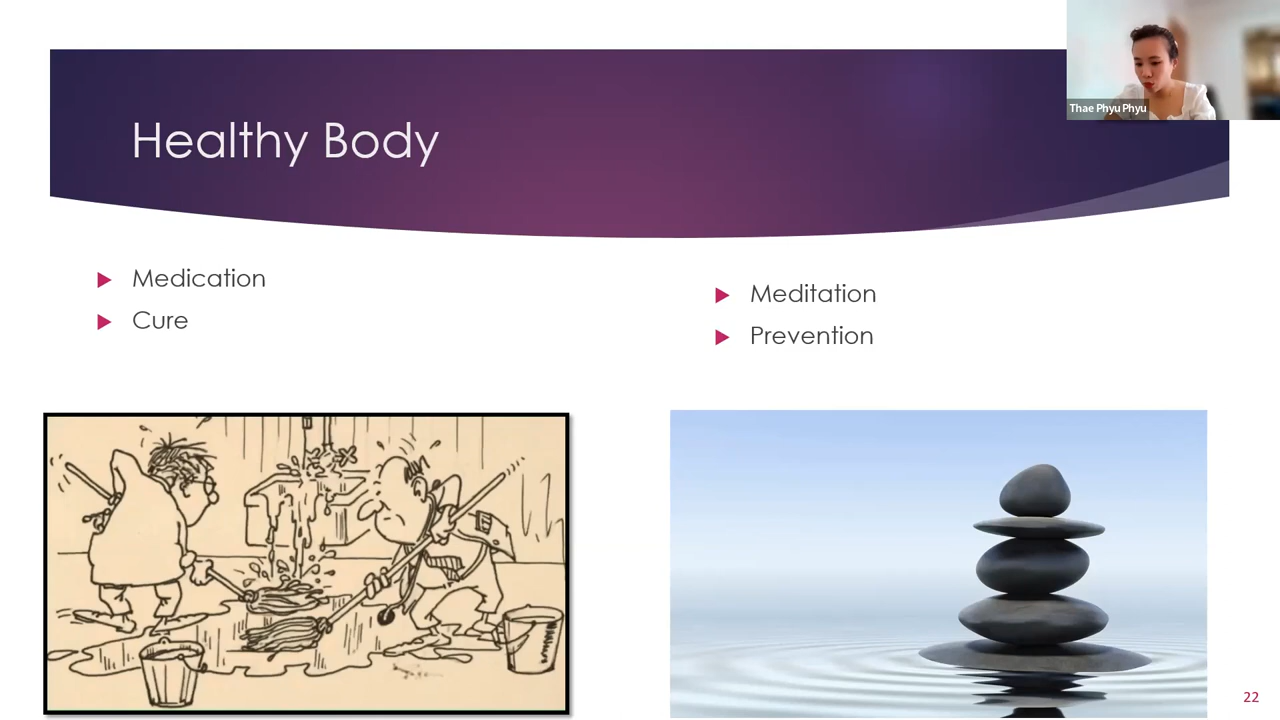 Thae Phyu Phyu
Healthy Body
Medication
Cure
Meditation
Prevention
22